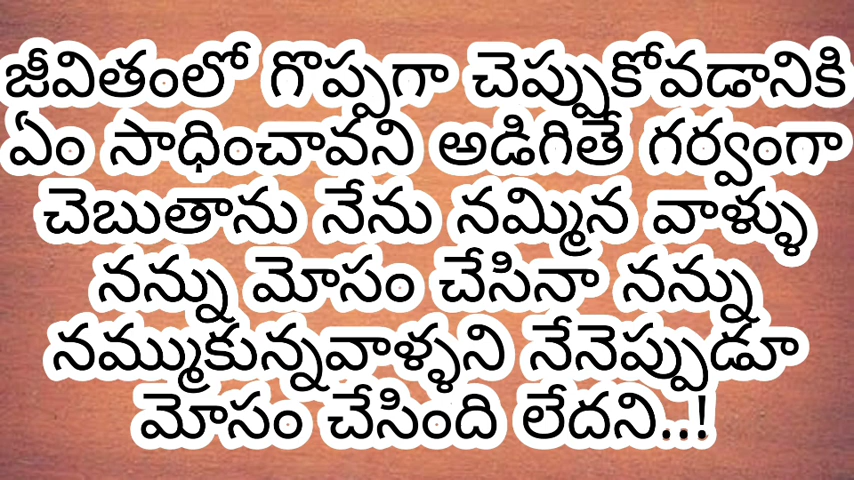 జీవితంలో గొప్పగా చెప్పుకోవడానికి
ఏం సాధించావని అడిగితే గర్వంగా
చెబుతాను నేను నమ్మిన వాళ్ళు
నన్ను మోసం చేసినా నన్ను
నమ్ముకున్నవాళ్ళని నేనెప్పుడూ
మోసం చేసింది లేదని..!